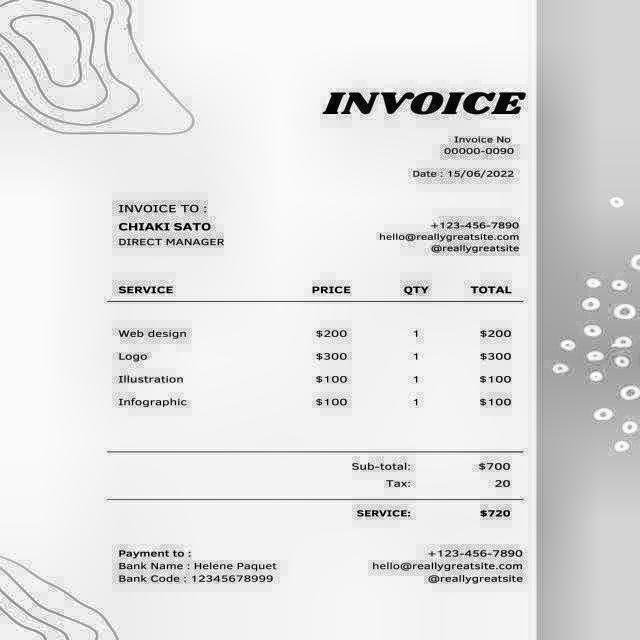 INVOICE
Invoice No
00000-0090
Date : 15/06/2022
INVOICE TO :
CHIAKI SATO
DIRECT MANAGER
+123-456-7890
hello@reallygreatsite.com
@reallygreatsite
SERVICE PRICE QTY TOTAL
Web design $200 1 $200
Logo $300 1 $300
Illustration $100 1 $100
Infographic $100 1 $100
Sub-total: $700
Tax: 20
SERVICE: $720
Payment to :
Bank Name : Helene Paquet
Bank Code : 12345678999
+123-456-7890
hello@reallygreatsite.com
@reallygreatsite